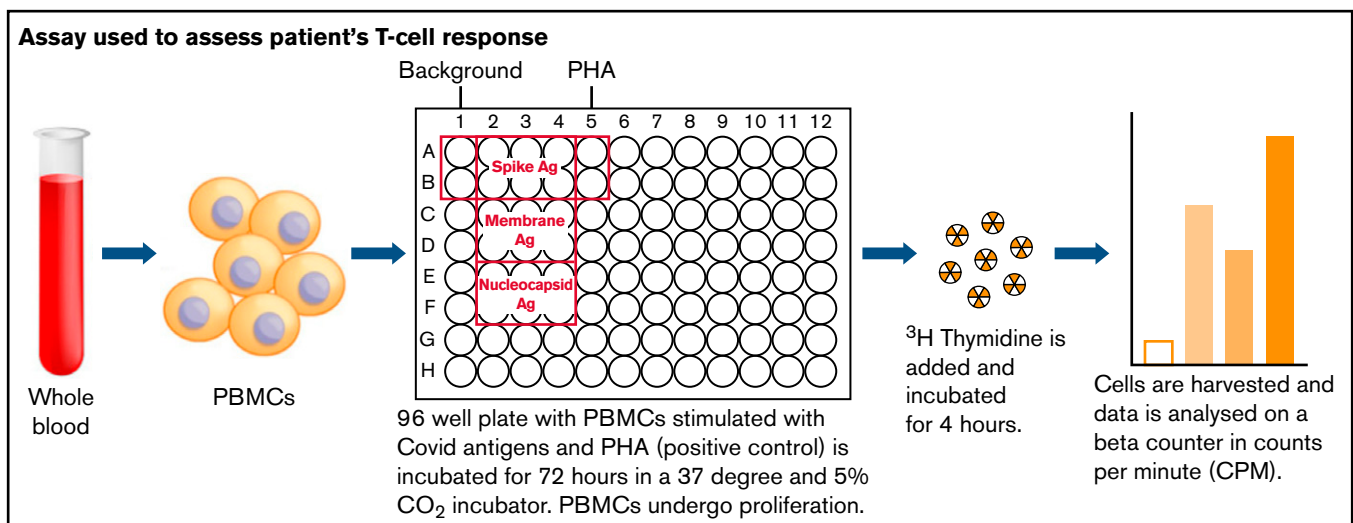 Assay used to assess patient's T-cell response
Background PHA
1 2 3 4 5 6 7 8 9 10 11 12
A
B
C
D
E
F
G
H
Spike Ag
Membrane
Ag
Nucleocapsid
Ag
Whole
blood
PBMCs
96 well plate with PBMCs stimulated with
Covid antigens and PHA (positive control) is
incubated for 72 hours in a 37 degree and 5%
CO₂ incubator. PBMCs undergo proliferation.
³H Thymidine is
added and
incubated
for 4 hours.
Cells are harvested and
data is analysed on a
beta counter in counts
per minute (CPM).